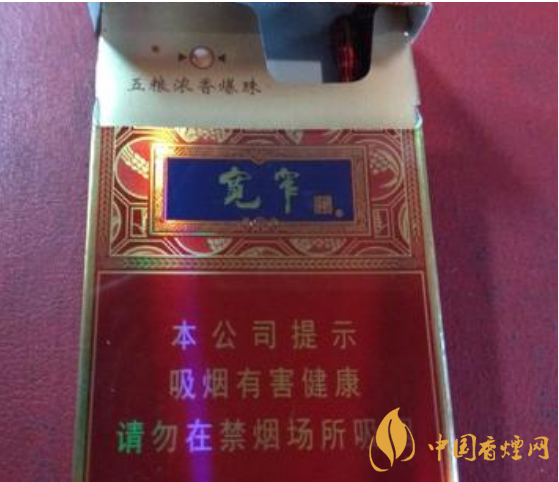 五粮浓香爆珠
宽窄
本公司提示
吸烟有害健康
请勿在禁烟场所吸
中国香烟网